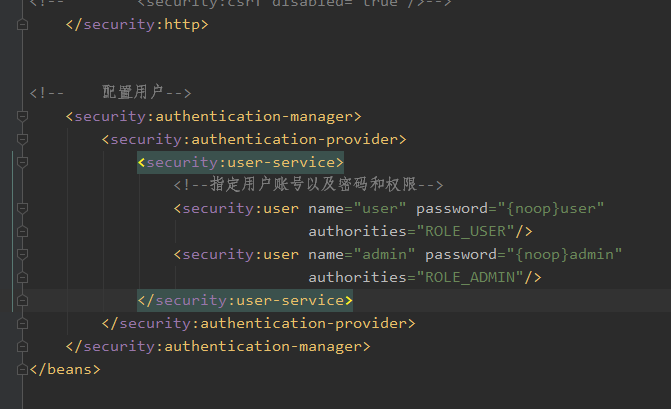 <!--        <security:csrf disabled="true"/>-->
    </security:http>
<!--    配置用户-->
    <security:authentication-manager>
        <security:authentication-provider>
            <security:user-service>
                <!--指定用户账号以及密码和权限-->
                <security:user name="user" password="{noop}user"
                               authorities="ROLE_USER"/>
                <security:user name="admin" password="{noop}admin"
                               authorities="ROLE_ADMIN"/>
            </security:user-service>
        </security:authentication-provider>
    </security:authentication-manager>
</beans>